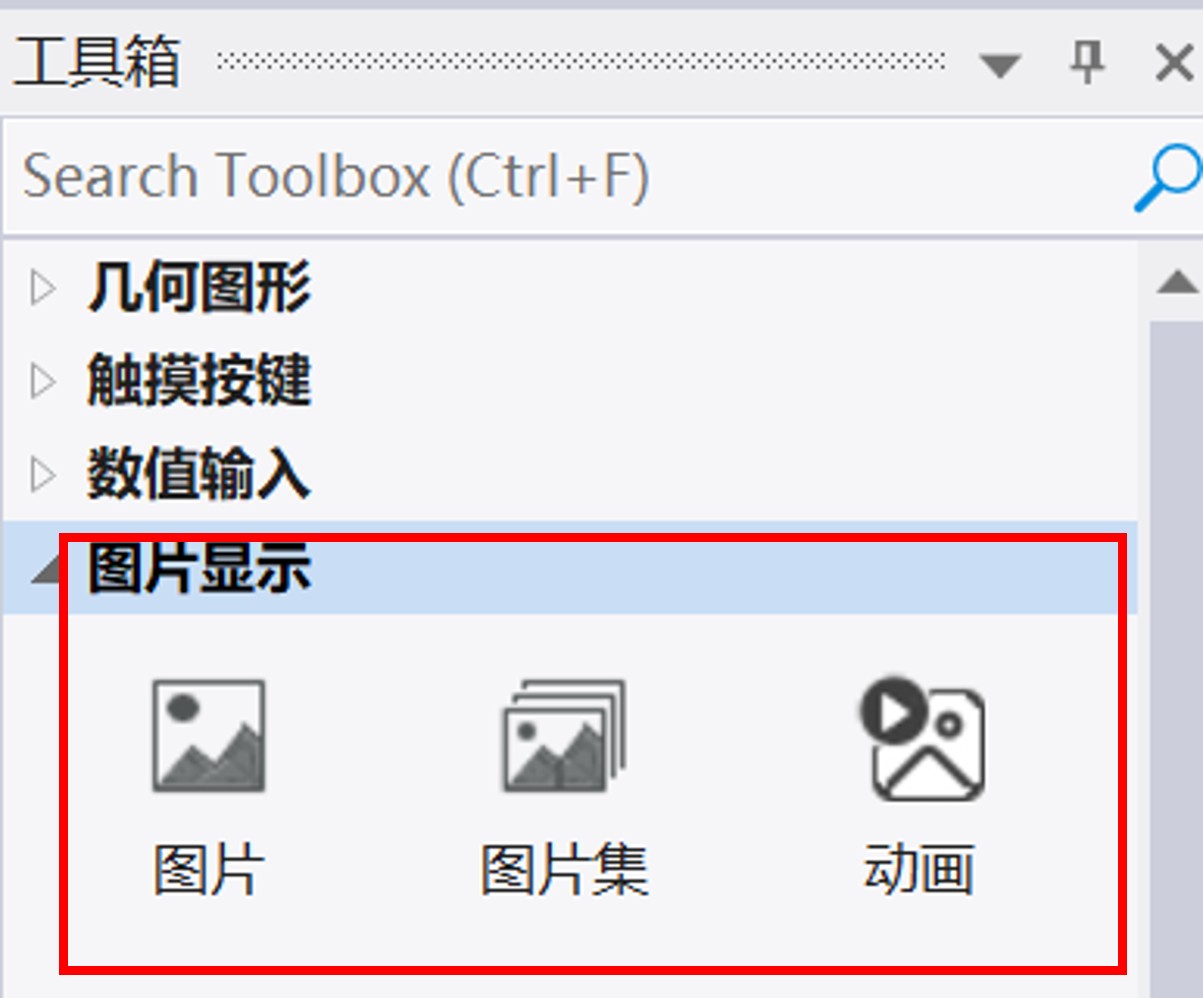 工具箱
Search Toolbox (Ctrl+F)
几何图形
触摸按键
数值输入
图片显示
图片 图片集 动画